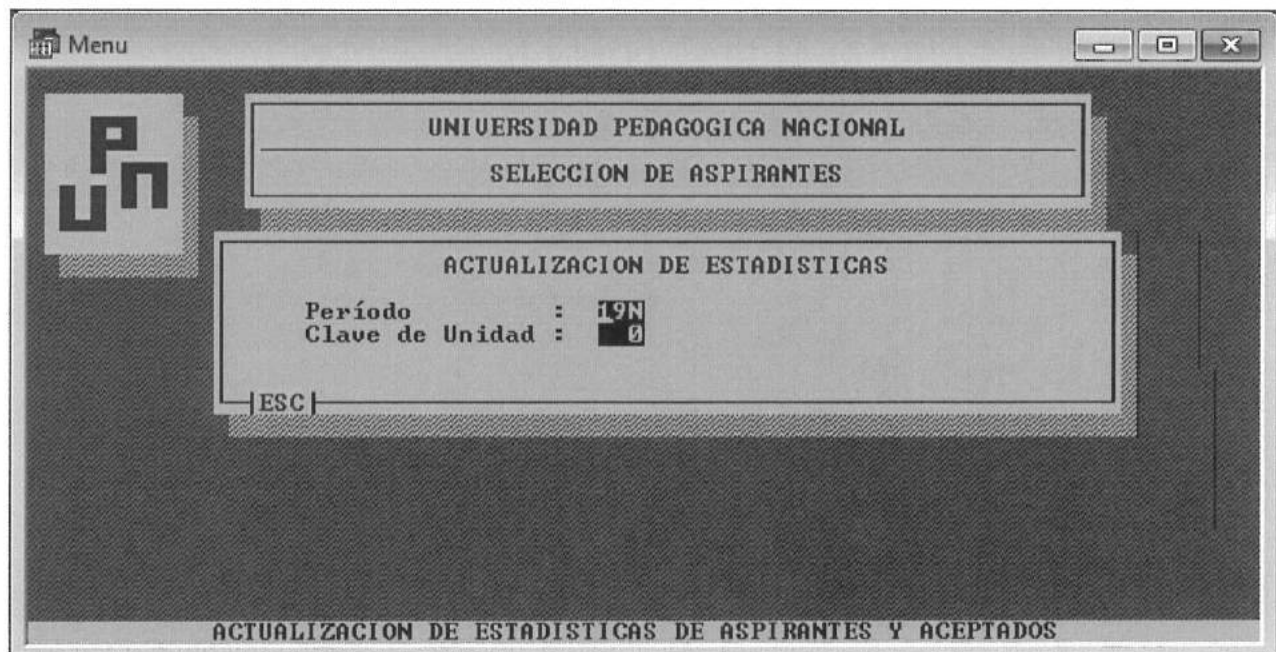 Menu
UPN
UNIVERSIDAD PEDAGOGICA NACIONAL
SELECCION DE ASPIRANTES
ACTUALIZACION DE ESTADISTICAS
Período : 19N
Clave de Unidad : 0
ESC
ACTUALIZACION DE ESTADISTICAS DE ASPIRANTES Y ACEPTADOS